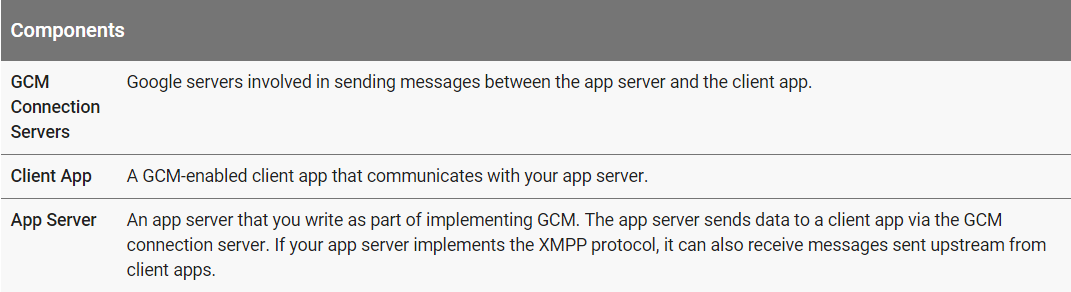 Components
GCM Connection Servers
Google servers involved in sending messages between the app server and the client app.
Client App
A GCM-enabled client app that communicates with your app server.
App Server
An app server that you write as part of implementing GCM. The app server sends data to a client app via the GCM
connection server. If your app server implements the XMPP protocol, it can also receive messages sent upstream from
client apps.